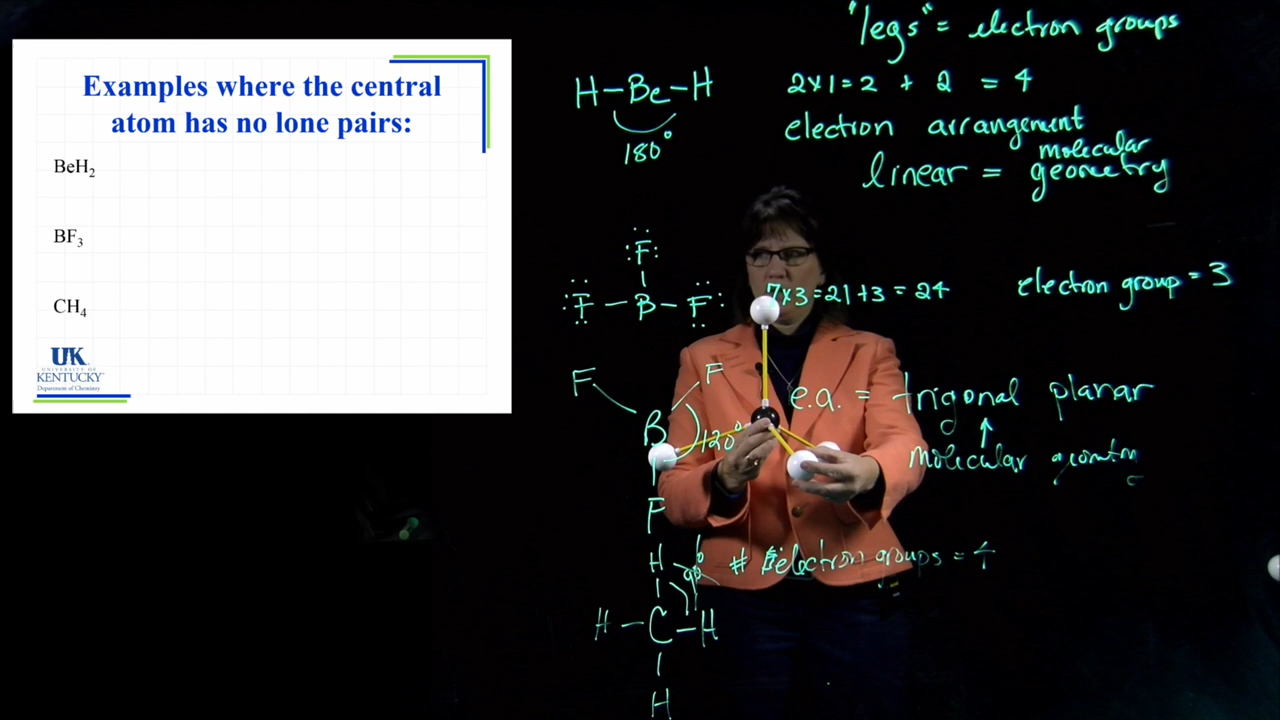 Examples where the central
atom has no lone pairs:
BeH₂
BF₃
CH₄
UK
UNIVERSITY OF
KENTUCKY
Department of Chemistry
"legs" = electron groups
H-Be-H 2x1=2 + 2 = 4
180° electron arrangement
linear = molecular geometry
:F:
:F-B-F: 7x3=21+3=24 electron group = 3
F F
B 120° e.a. = trigonal planar
↑
molecular
F
H # electron groups = 4
H-C-H
H